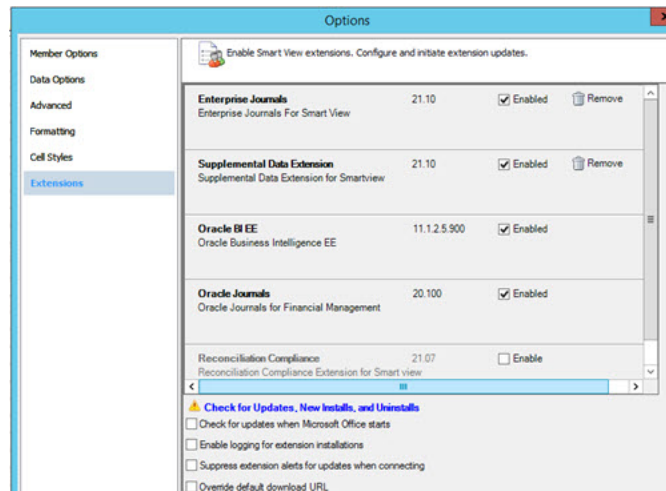 Options
Member Options
Data Options
Advanced
Formatting
Cell Styles
Extensions
Enable Smart View extensions. Configure and initiate extension updates.
Enterprise Journals 21.10 Enabled Remove
Enterprise Journals For Smart View
Supplemental Data Extension 21.10 Enabled Remove
Supplemental Data Extension for Smartview
Oracle BI EE 11.1.2.5.900 Enabled
Oracle Business Intelligence EE
Oracle Journals 20.100 Enabled
Oracle Journals for Financial Management
Reconciliation Compliance 21.07 Enable
Reconciliation Compliance Extension for Smart view
Check for Updates, New Installs, and Uninstalls
Check for updates when Microsoft Office starts
Enable logging for extension installations
Suppress extension alerts for updates when connecting
Override default download URL